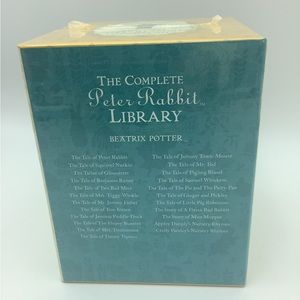 THE COMPLETE
Peter Rabbit™
LIBRARY
BEATRIX POTTER™
The Tale of Peter Rabbit
The Tale of Squirrel Nutkin
The Tailor of Gloucester
The Tale of Benjamin Bunny
The Tale of Two Bad Mice
The Tale of Mrs. Tiggy-Winkle
The Tale of Mr. Jeremy Fisher
The Tale of Tom Kitten
The Tale of Jemima Puddle-Duck
The Tale of The Flopsy Bunnies
The Tale of Mrs. Tittlemouse
The Tale of Timmy Tiptoes
The Tale of Johnny Town-Mouse
The Tale of Mr. Tod
The Tale of Pigling Bland
The Tale of Samuel Whiskers
The Tale of The Pie and The Patty-Pan
The Tale of Ginger and Pickles
The Tale of Little Pig Robinson
The Story of A Fierce Bad Rabbit
The Story of Miss Moppet
Appley Dapply's Nursery Rhymes
Cecily Parsley's Nursery Rhymes